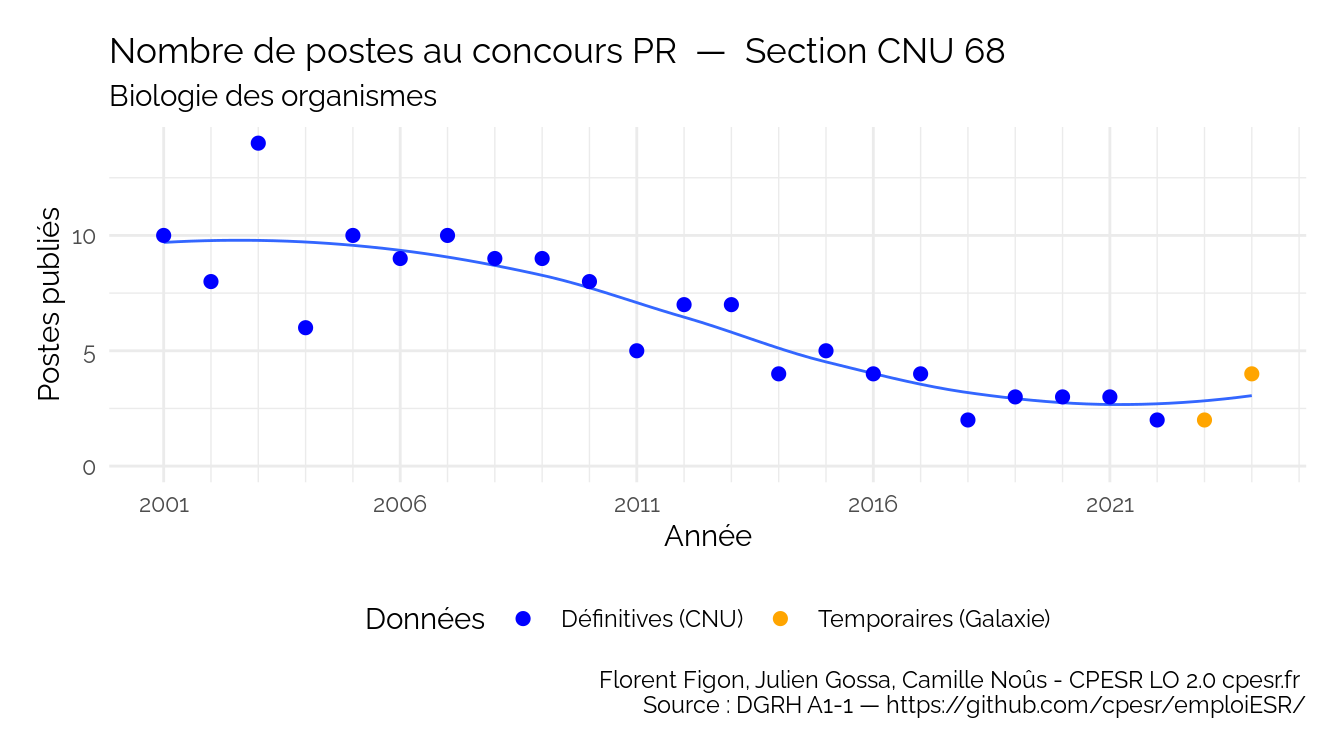 Nombre de postes au concours PR — Section CNU 68
Biologie des organismes
Postes publiés
10
5
0
2001 2006 2011 2016 2021
Année
Données Définitives (CNU) Temporaires (Galaxie)
Florent Figon, Julien Gossa, Camille Noûs - CPESR LO 2.0 cpesr.fr
Source : DGRH A1-1 — https://github.com/cpesr/emploiESR/